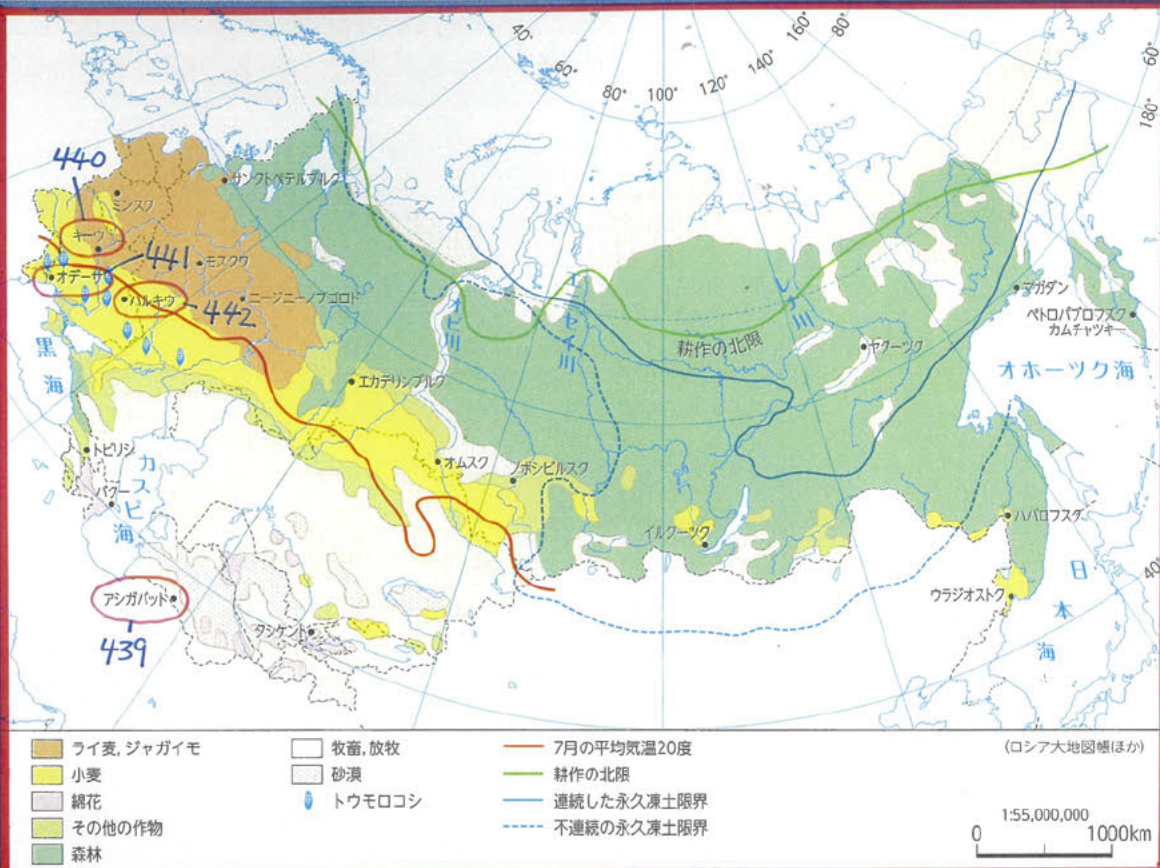 40°
60°
80°
100°
120°
140°
160°
80°
60°
180°
40°
440
441
442
439
サンクトペテルブルク
ミンスク
キーウ
オデーサ
モスクワ
ハルキウ
ニージニーノブゴロド
エカテリンブルク
オムスク
ノボシビルスク
イルクーツク
ヤクーツク
マガダン
ペトロパブロフスク
カムチャツキー
ハバロフスク
ウラジオストク
トビリシ
バクー
アシガバット
タシケント
黒海
カスピ海
オホーツク海
日本海
オビ川
エニセイ川
レナ川
耕作の北限
ライ麦, ジャガイモ
小麦
綿花
その他の作物
森林
牧畜, 放牧
砂漠
トウモロコシ
7月の平均気温20度
耕作の北限
連続した永久凍土限界
不連続の永久凍土限界
(ロシア大地図帳ほか)
1:55,000,000
0 1000km